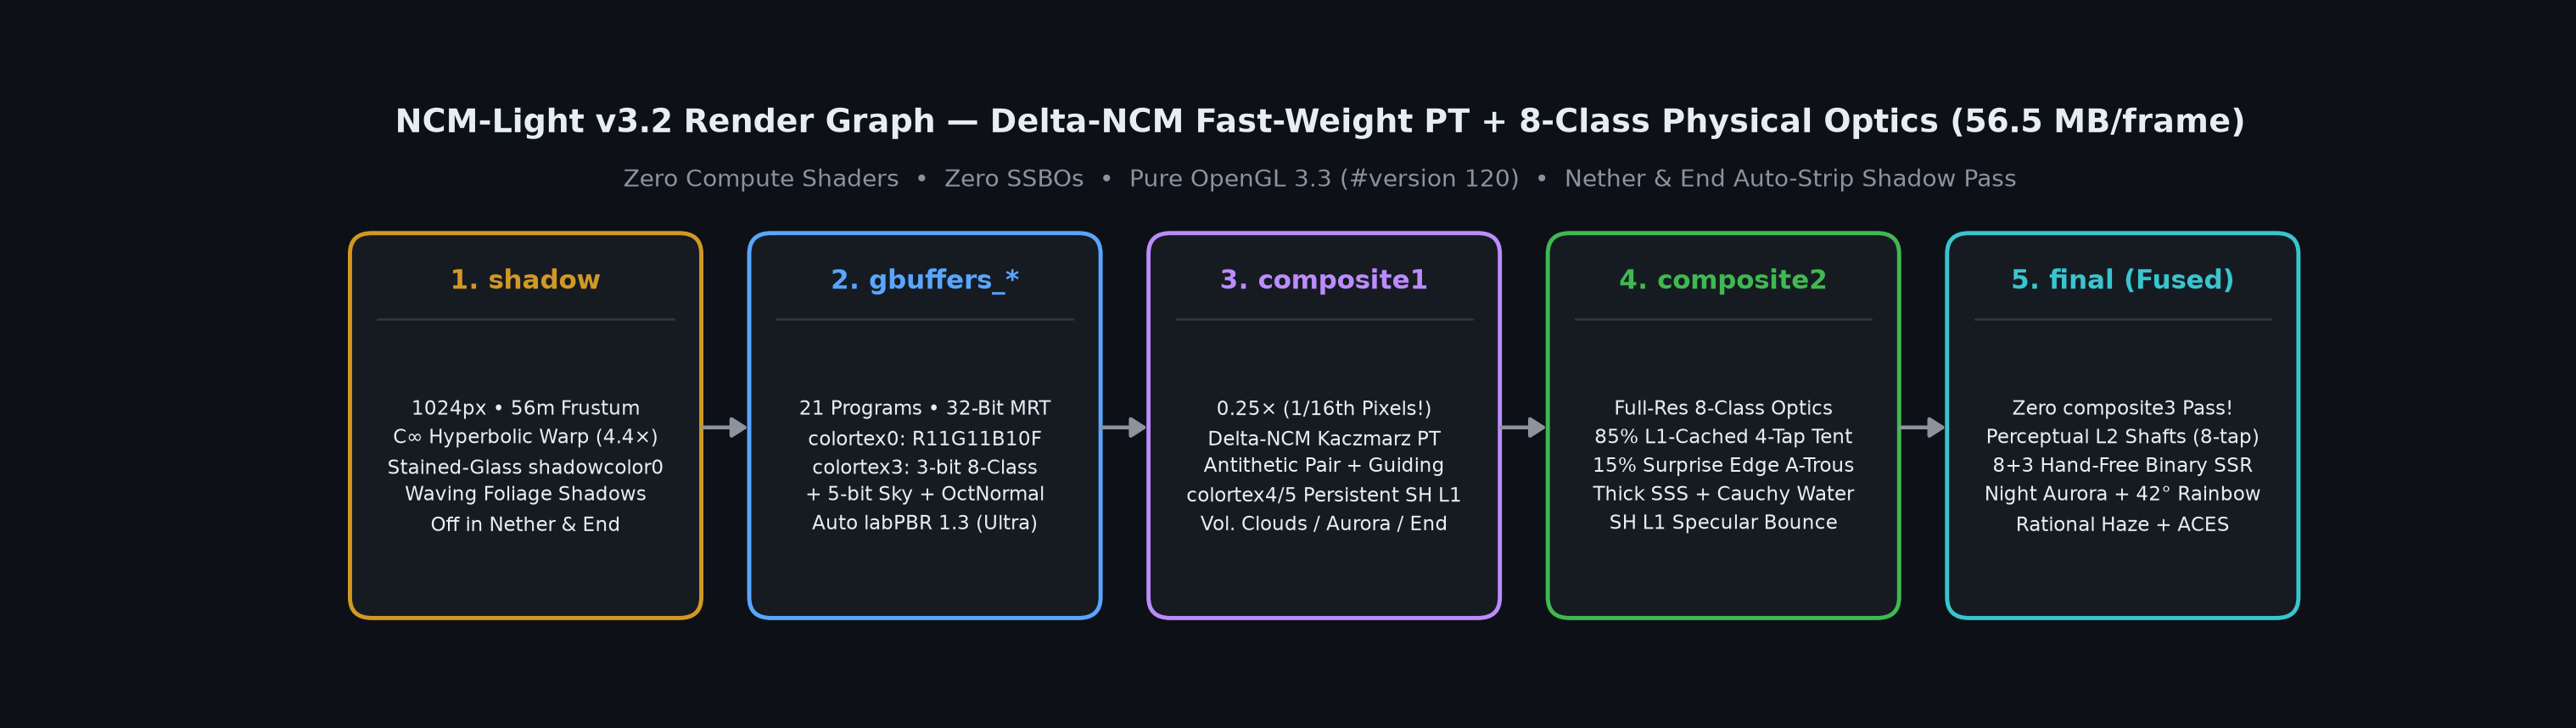 NCM-Light v3.2 Render Graph — Delta-NCM Fast-Weight PT + 8-Class Physical Optics (56.5 MB/frame)
Zero Compute Shaders • Zero SSBOs • Pure OpenGL 3.3 (#version 120) • Nether & End Auto-Strip Shadow Pass
1. shadow
1024px • 56m Frustum
C∞ Hyperbolic Warp (4.4×)
Stained-Glass shadowcolor0
Waving Foliage Shadows
Off in Nether & End
2. gbuffers_*
21 Programs • 32-Bit MRT
colortex0: R11G11B10F
colortex3: 3-bit 8-Class
+ 5-bit Sky + OctNormal
Auto labPBR 1.3 (Ultra)
3. composite1
0.25× (1/16th Pixels!)
Delta-NCM Kaczmarz PT
Antithetic Pair + Guiding
colortex4/5 Persistent SH L1
Vol. Clouds / Aurora / End
4. composite2
Full-Res 8-Class Optics
85% L1-Cached 4-Tap Tent
15% Surprise Edge A-Trous
Thick SSS + Cauchy Water
SH L1 Specular Bounce
5. final (Fused)
Zero composite3 Pass!
Perceptual L2 Shafts (8-tap)
8+3 Hand-Free Binary SSR
Night Aurora + 42° Rainbow
Rational Haze + ACES